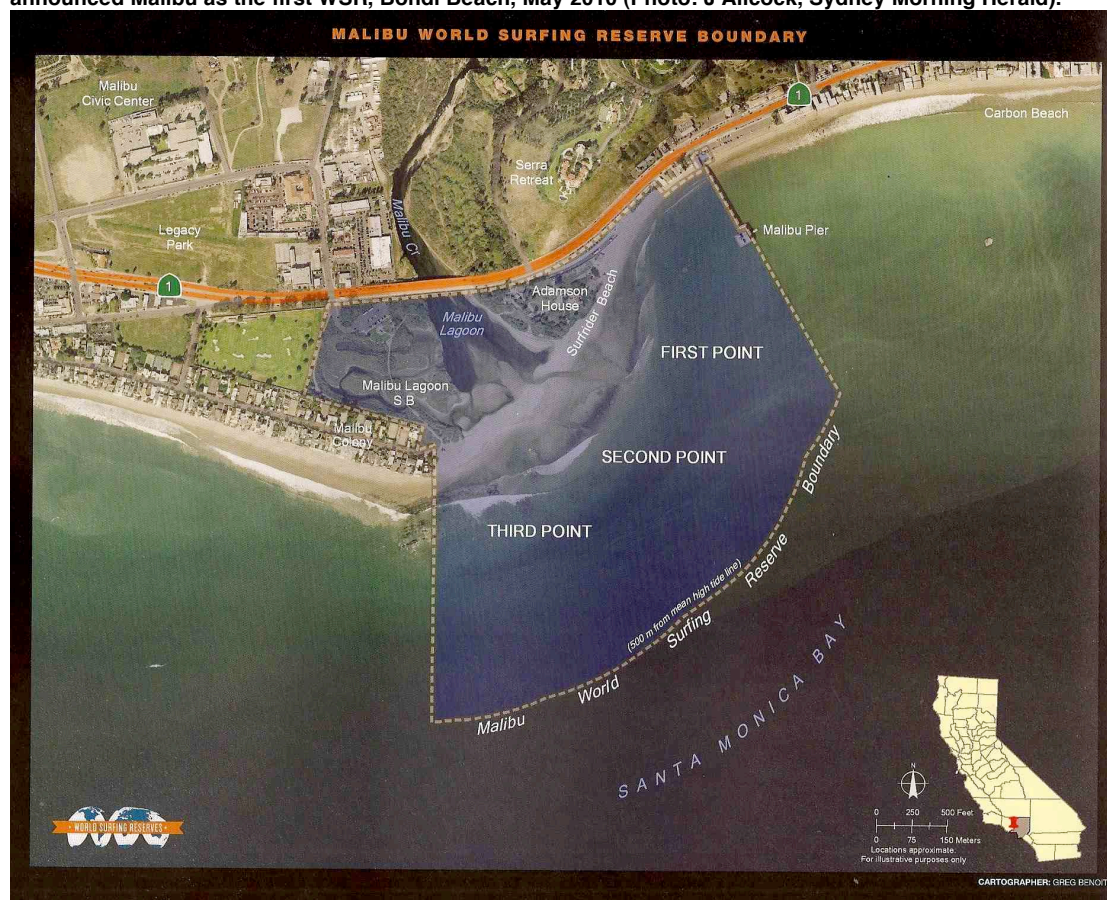 announced Malibu as the first WSR, Bondi Beach, May 2010 (Photo: J Allcock, Sydney Morning Herald).
MALIBU WORLD SURFING RESERVE BOUNDARY
Malibu
Civic Center
1
Carbon Beach
Serra
Retreat
Malibu Cr
Legacy
Park
Malibu Pier
1
Adamson
House
Malibu
Lagoon
Surfrider Beach
FIRST POINT
Malibu Lagoon
S B
Malibu
Colony
SECOND POINT
THIRD POINT
(500 m from mean high tide line)
Malibu World Surfing Reserve Boundary
SANTA MONICA BAY
N
0 250 500 Feet
0 75 150 Meters
Locations approximate.
For illustrative purposes only
WORLD SURFING RESERVES
CARTOGRAPHER: GREG BENOIT